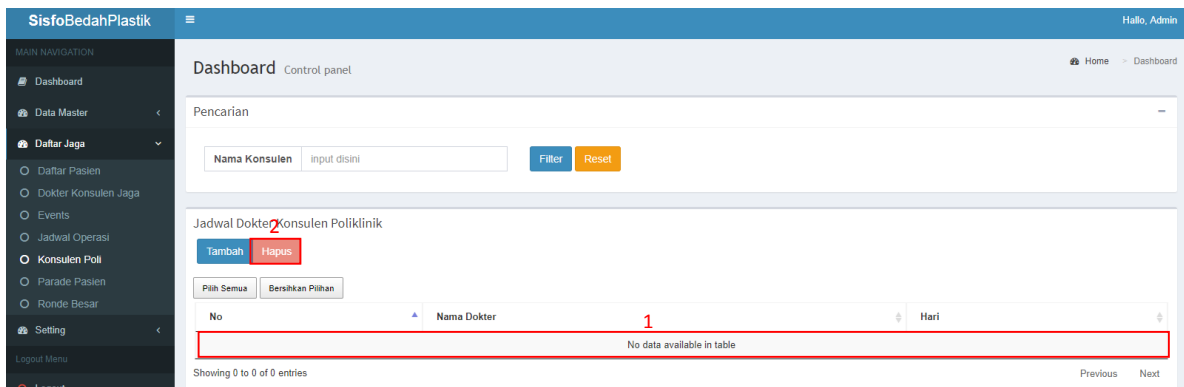 SisfoBedahPlastik
Hallo, Admin
MAIN NAVIGATION
Dashboard
Data Master
Daftar Jaga
Daftar Pasien
Dokter Konsulen Jaga
Events
Jadwal Operasi
Konsulen Poli
Parade Pasien
Ronde Besar
Setting
Logout Menu
Logout
Dashboard Control panel
Home > Dashboard
Pencarian
Nama Konsulen input disini Filter Reset
Jadwal Dokter Konsulen Poliklinik
2
Tambah Hapus
Pilih Semua Bersihkan Pilihan
No Nama Dokter Hari
1
No data available in table
Showing 0 to 0 of 0 entries
Previous Next